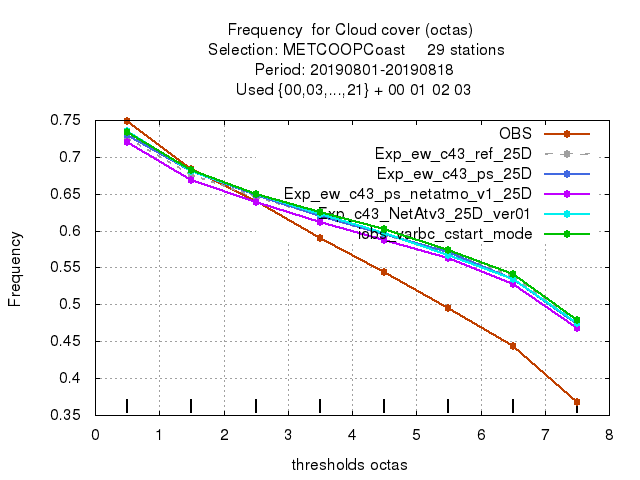 Frequency  for Cloud cover (octas)
Selection: METCOOPCoast    29 stations
Period: 20190801-20190818
Used {00,03,...,21} + 00 01 02 03
OBS
Exp_ew_c43_ref_25D
Exp_ew_c43_ps_25D
Exp_ew_c43_ps_netatmo_v1_25D
Exp_c43_NetAtv3_25D_ver01
iobs_varbc_cstart_mode
Frequency
0.75
0.7
0.65
0.6
0.55
0.5
0.45
0.4
0.35
0 1 2 3 4 5 6 7 8
thresholds octas